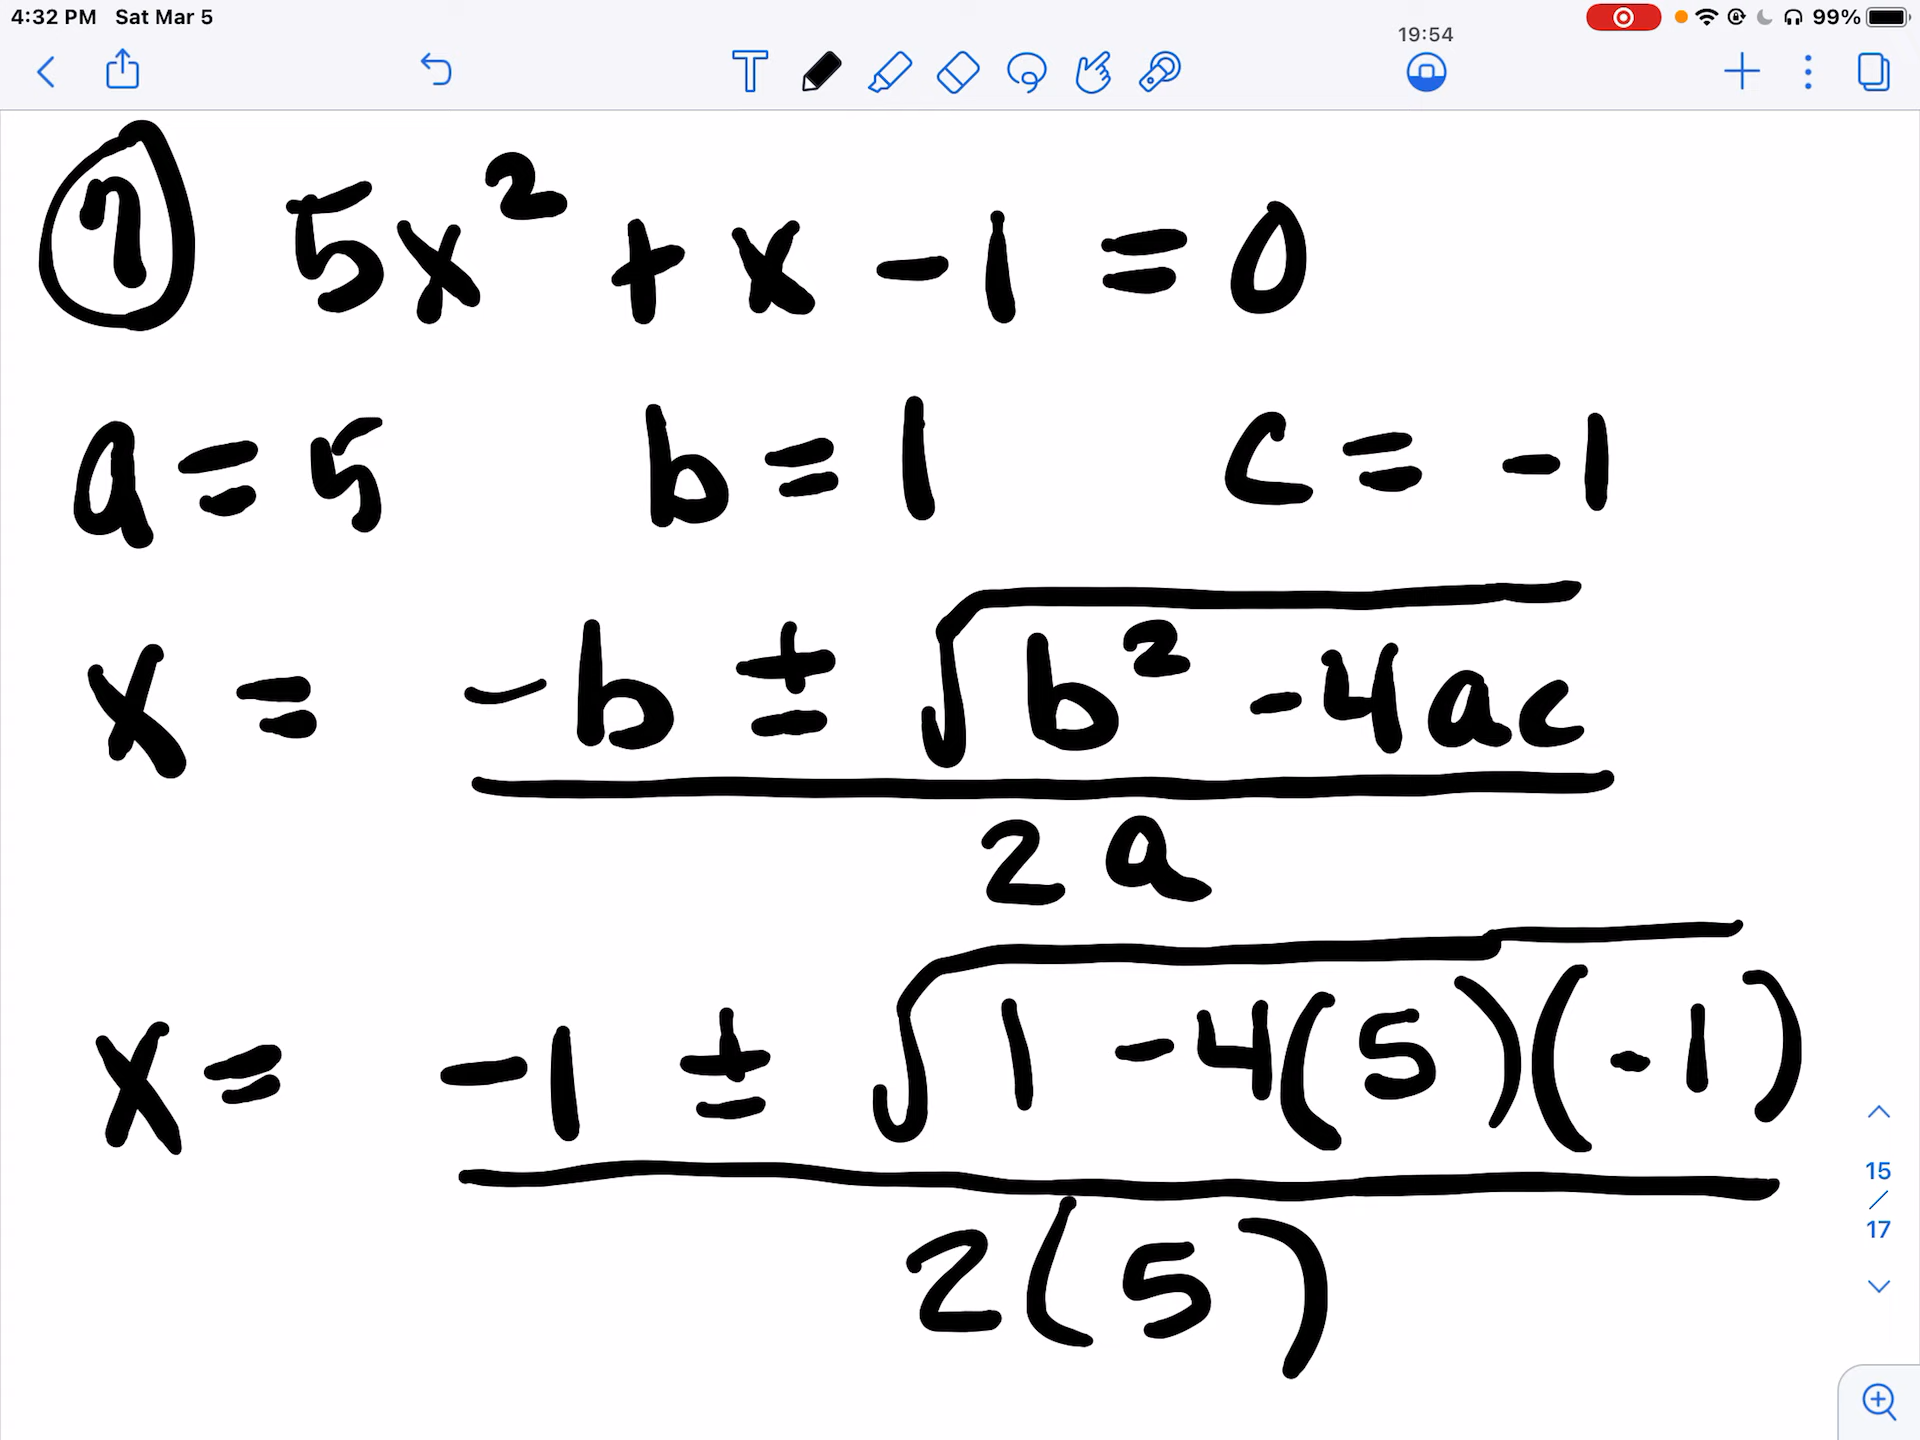 4:32 PM Sat Mar 5 99%
19:54
T
7 5x² + x - 1 = 0
a = 5 b = 1 c = -1
x = -b ± √b² - 4ac
2a
x = -1 ± √1 - 4(5)(-1)
2(5)
15
/
17